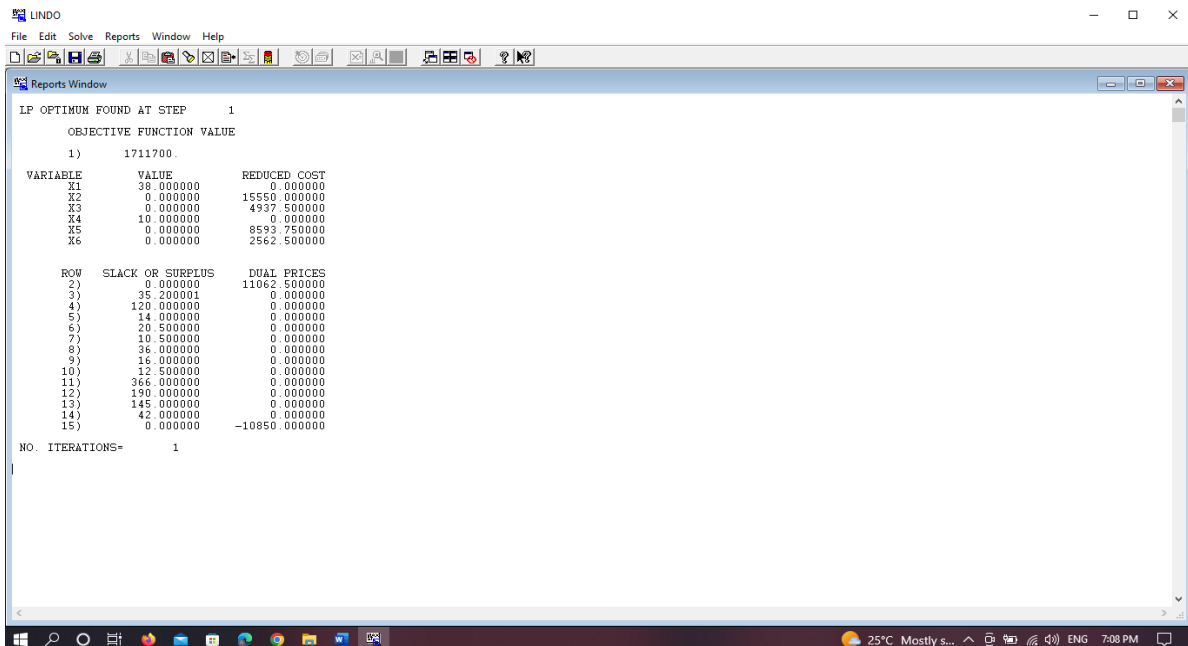 LINDO
File Edit Solve Reports Window Help
Reports Window
LP OPTIMUM FOUND AT STEP 1
OBJECTIVE FUNCTION VALUE
1) 1711700.
VARIABLE VALUE REDUCED COST
X1 38.000000 0.000000
X2 0.000000 15550.000000
X3 0.000000 4937.500000
X4 10.000000 0.000000
X5 0.000000 8593.750000
X6 0.000000 2562.500000
ROW SLACK OR SURPLUS DUAL PRICES
2) 0.000000 11062.500000
3) 35.200001 0.000000
4) 120.000000 0.000000
5) 14.000000 0.000000
6) 20.500000 0.000000
7) 10.500000 0.000000
8) 36.000000 0.000000
9) 16.000000 0.000000
10) 12.500000 0.000000
11) 366.000000 0.000000
12) 190.000000 0.000000
13) 145.000000 0.000000
14) 42.000000 0.000000
15) 0.000000 -10850.000000
NO. ITERATIONS= 1
25°C Mostly s... ENG 7:08 PM